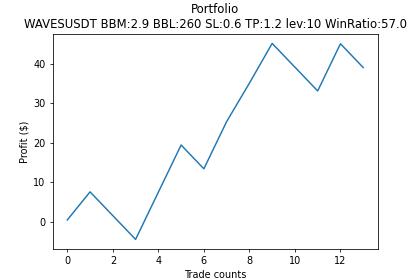 Portfolio
WAVESUSDT BBM:2.9 BBL:260 SL:0.6 TP:1.2 lev:10 WinRatio:57.0
40
30
20
10
0
Profit ($)
0 2 4 6 8 10 12
Trade counts